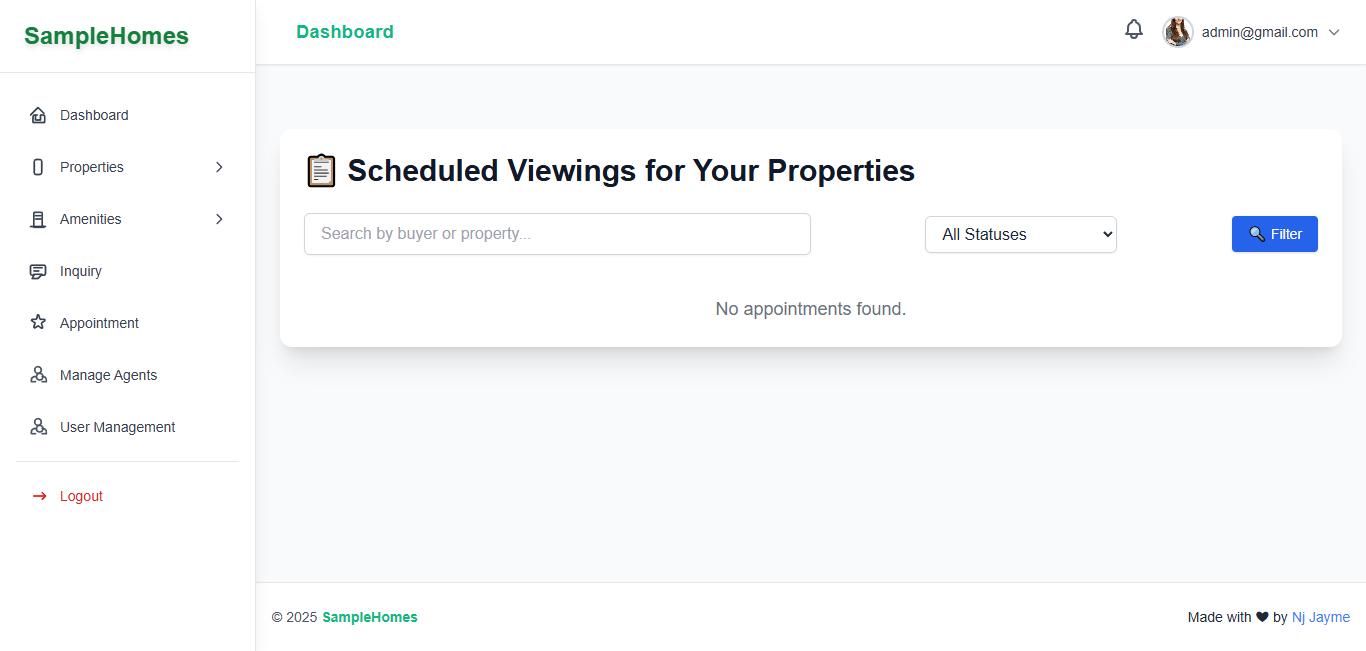 SampleHomes
Dashboard
admin@gmail.com
Dashboard
Properties
Amenities
Inquiry
Appointment
Manage Agents
User Management
Logout
Scheduled Viewings for Your Properties
Search by buyer or property...
All Statuses
Filter
No appointments found.
© 2025 SampleHomes
Made with ❤ by Nj Jayme